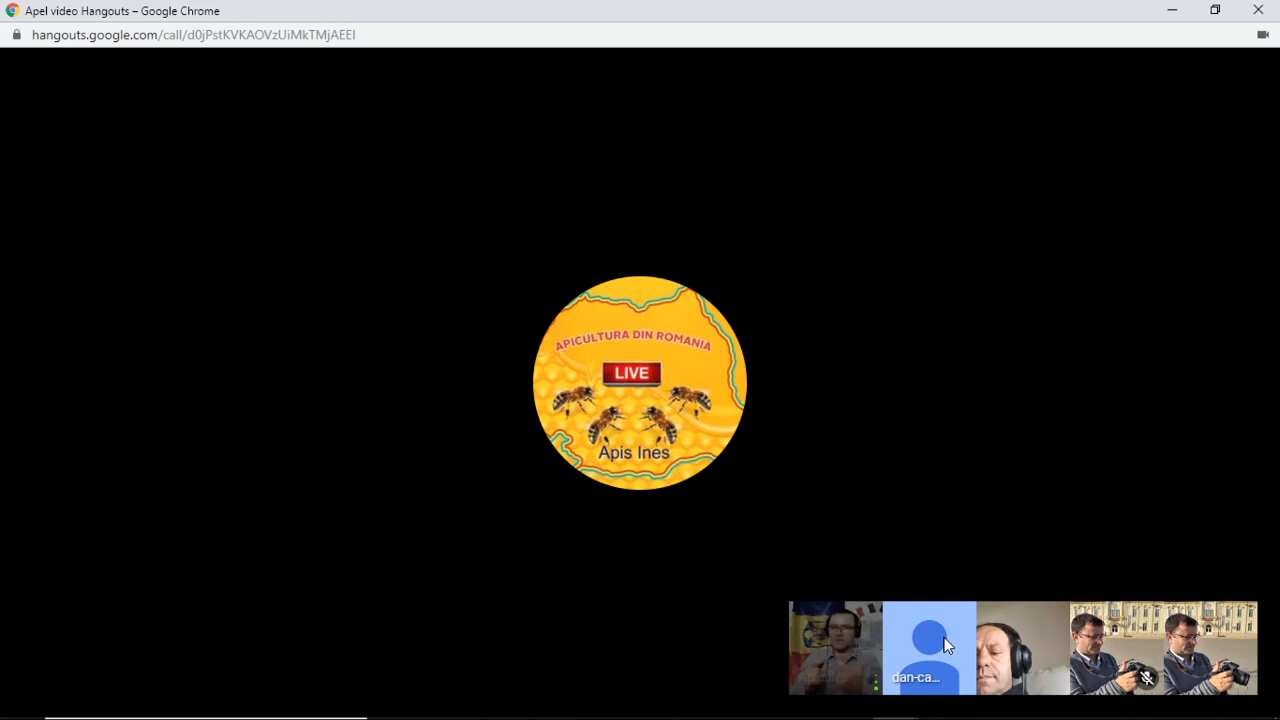 Apel video Hangouts – Google Chrome
hangouts.google.com/call/d0jPstKVKAOVzUiMkTMjAEEI
APICULTURA DIN ROMANIA
LIVE
Apis Ines
dan-ca...